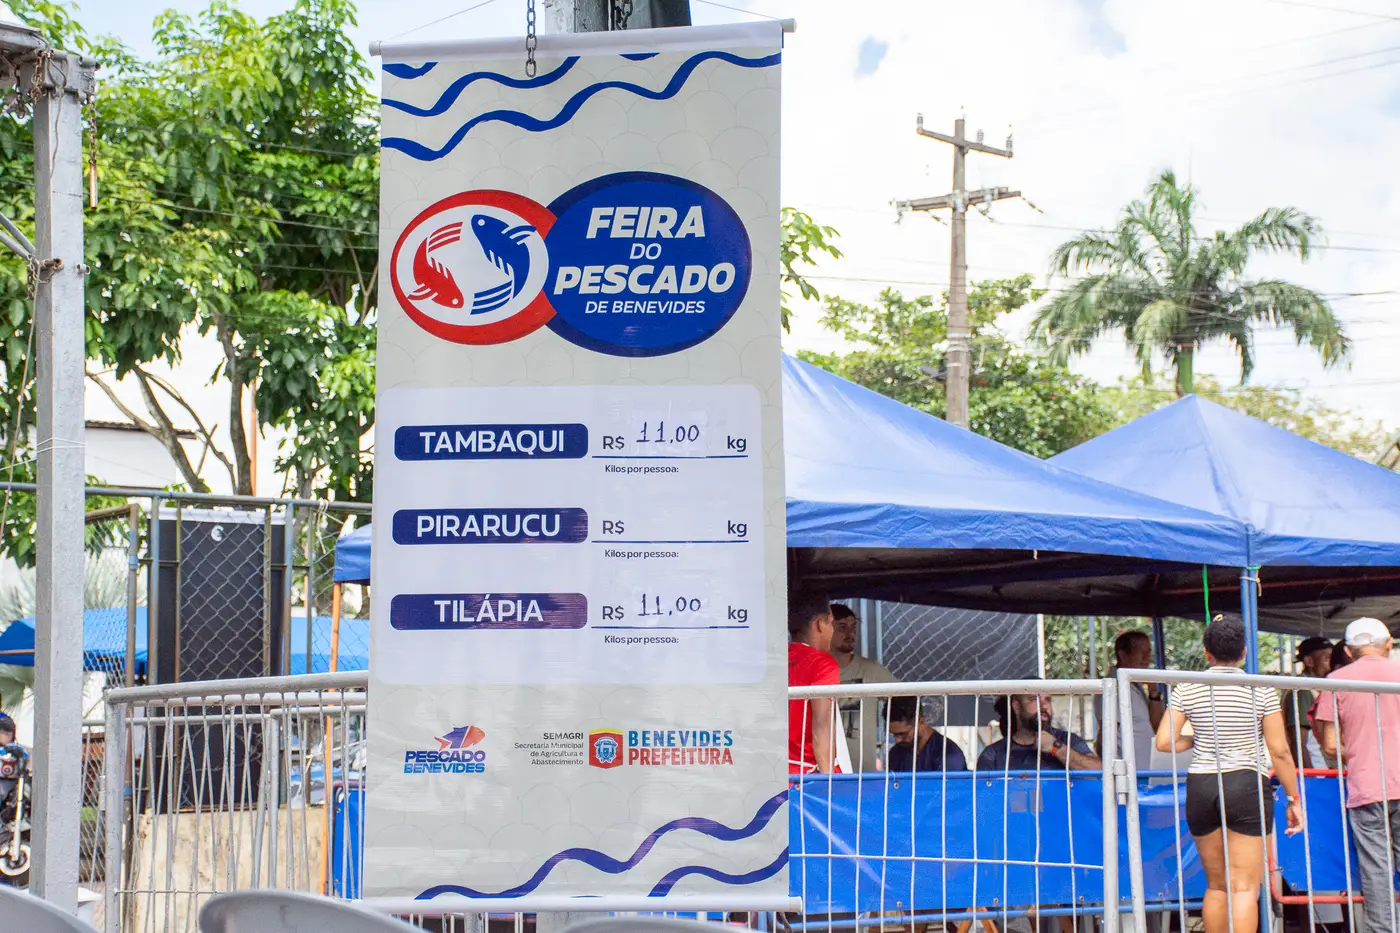 FEIRA
DO
PESCADO
DE BENEVIDES
TAMBAQUI R$ 11,00 kg
Kilos por pessoa:
PIRARUCU R$ kg
Kilos por pessoa:
TILÁPIA R$ 11,00 kg
Kilos por pessoa:
PESCADO
BENEVIDES
SEMAGRI
Secretaria Municipal
de Agricultura e
Abastecimento
BENEVIDES
PREFEITURA